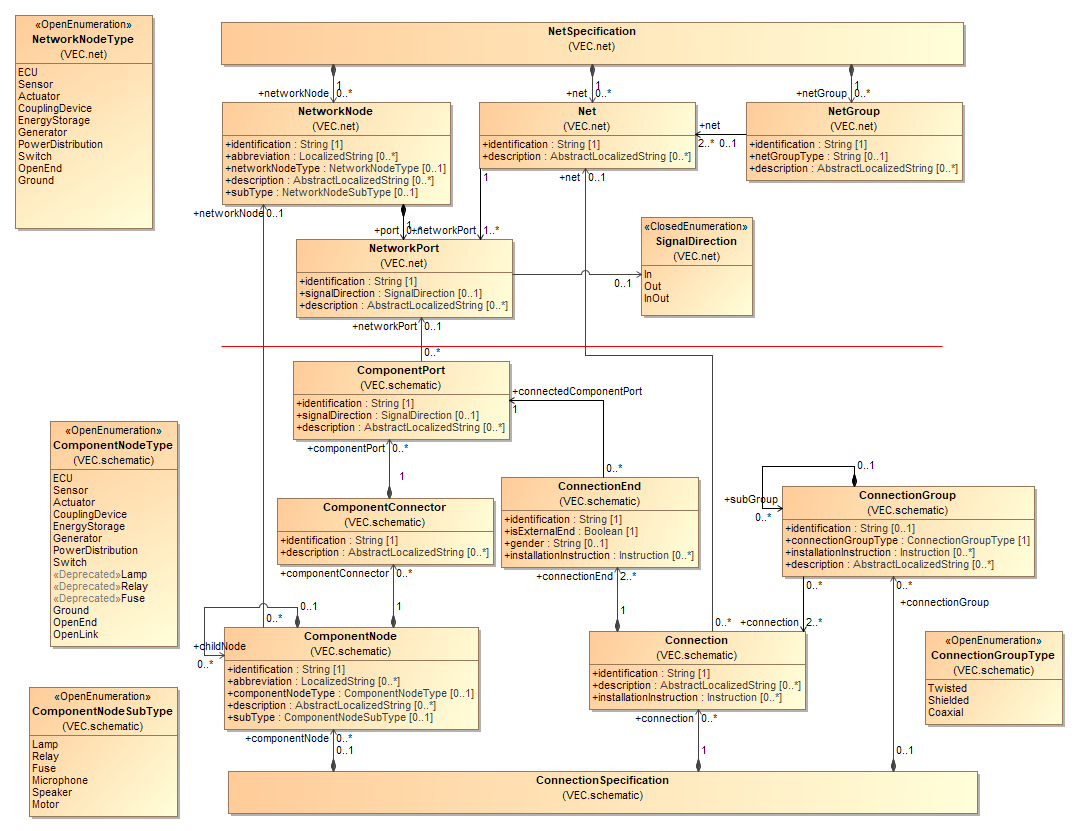 «OpenEnumeration»
NetworkNodeType
(VEC.net)
ECU
Sensor
Actuator
CouplingDevice
EnergyStorage
Generator
PowerDistribution
Switch
OpenEnd
Ground
NetSpecification
(VEC.net)
1
+networkNode 0..*
1
+net 0..*
1
+netGroup 0..*
NetworkNode
(VEC.net)
+identification : String [1]
+abbreviation : LocalizedString [0..*]
+networkNodeType : NetworkNodeType [0..1]
+description : AbstractLocalizedString [0..*]
+subType : NetworkNodeSubType [0..1]
Net
(VEC.net)
+identification : String [1]
+description : AbstractLocalizedString [0..*]
+net
2..* 0..1
NetGroup
(VEC.net)
+identification : String [1]
+netGroupType : String [0..1]
+description : AbstractLocalizedString [0..*]
1
+net 0..1
+networkNode 0..1
1
+port 0..*
+networkPort 1..*
NetworkPort
(VEC.net)
+identification : String [1]
+signalDirection : SignalDirection [0..1]
+description : AbstractLocalizedString [0..*]
0..1
«ClosedEnumeration»
SignalDirection
(VEC.net)
In
Out
InOut
+networkPort 0..1
0..*
ComponentPort
(VEC.schematic)
+identification : String [1]
+signalDirection : SignalDirection [0..1]
+description : AbstractLocalizedString [0..*]
+connectedComponentPort
1
+componentPort 0..*
1
0..*
«OpenEnumeration»
ComponentNodeType
(VEC.schematic)
ECU
Sensor
Actuator
CouplingDevice
EnergyStorage
Generator
PowerDistribution
Switch
«Deprecated»Lamp
«Deprecated»Relay
«Deprecated»Fuse
Ground
OpenEnd
OpenLink
ComponentConnector
(VEC.schematic)
+identification : String [1]
+description : AbstractLocalizedString [0..*]
+componentConnector 0..*
1
ConnectionEnd
(VEC.schematic)
+identification : String [1]
+isExternalEnd : Boolean [1]
+gender : String [0..1]
+installationInstruction : Instruction [0..*]
+connectionEnd 2..*
1
0..1
+subGroup
0..*
ConnectionGroup
(VEC.schematic)
+identification : String [0..1]
+connectionGroupType : ConnectionGroupType [1]
+installationInstruction : Instruction [0..*]
+description : AbstractLocalizedString [0..*]
0..*
0..*
+connectionGroup
0..1
0..*
+childNode
0..*
ComponentNode
(VEC.schematic)
+identification : String [1]
+abbreviation : LocalizedString [0..*]
+componentNodeType : ComponentNodeType [0..1]
+description : AbstractLocalizedString [0..*]
+subType : ComponentNodeSubType [0..1]
0..*
+connection 2..*
Connection
(VEC.schematic)
+identification : String [1]
+description : AbstractLocalizedString [0..*]
+installationInstruction : Instruction [0..*]
«OpenEnumeration»
ConnectionGroupType
(VEC.schematic)
Twisted
Shielded
Coaxial
«OpenEnumeration»
ComponentNodeSubType
(VEC.schematic)
Lamp
Relay
Fuse
Microphone
Speaker
Motor
+componentNode 0..*
0..1
+connection 0..*
1
0..1
ConnectionSpecification
(VEC.schematic)